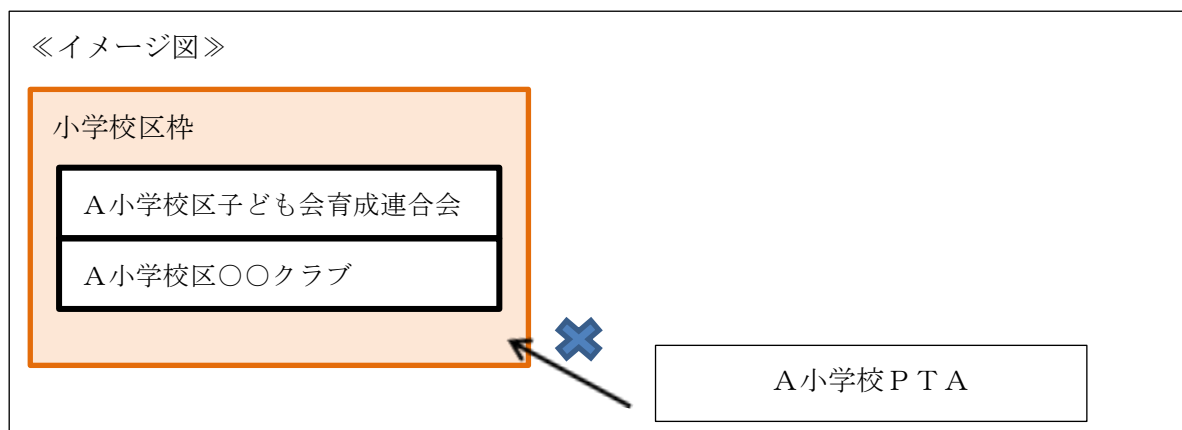 ≪イメージ図≫
小学校区枠
Ａ小学校区子ども会育成連合会
Ａ小学校区〇〇クラブ
Ａ小学校ＰＴＡ